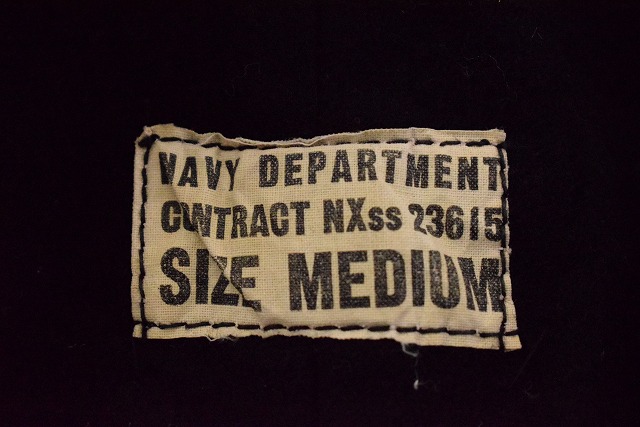 NAVY DEPARTMENT
CONTRACT NXss 23615
SIZE MEDIUM